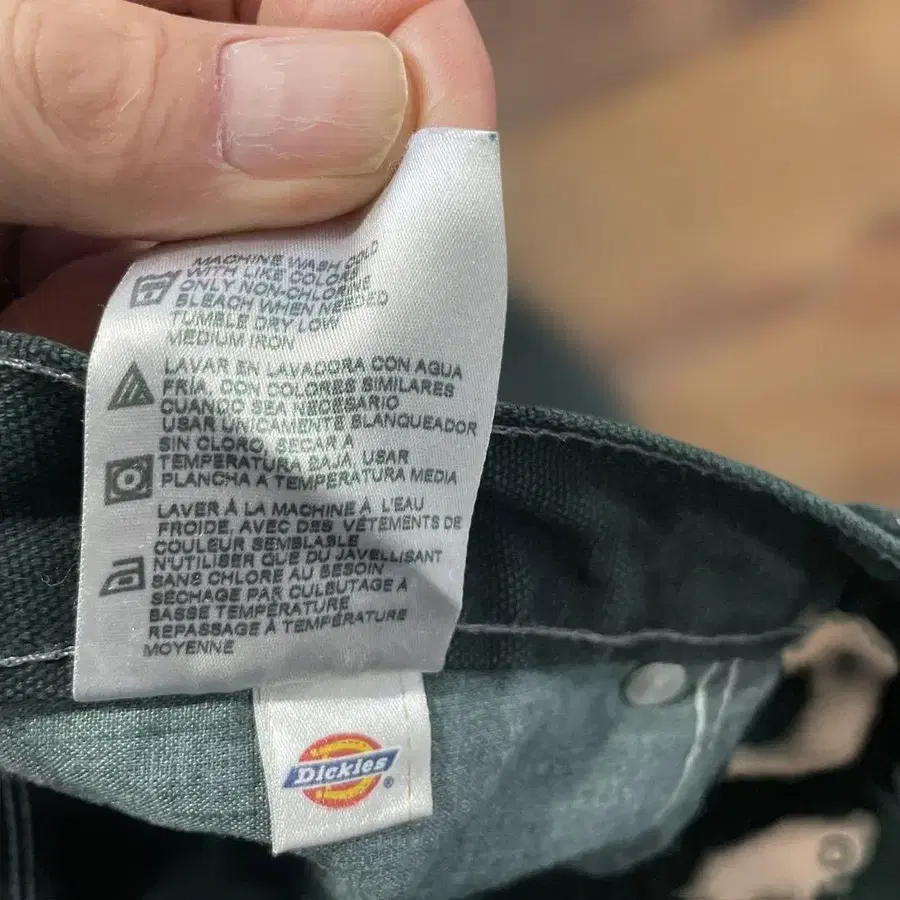 MACHINE WASH COLD
WITH LIKE COLORS
ONLY NON-CHLORINE
BLEACH WHEN NEEDED
TUMBLE DRY LOW
MEDIUM IRON
LAVAR EN LAVADORA CON AGUA
FRÍA, CON COLORES SIMILARES
CUANDO SEA NECESARIO
USAR UNICAMENTE BLANQUEADOR
SIN CLORO, SECAR A
TEMPERATURA BAJA, USAR
PLANCHA A TEMPERATURA MEDIA
LAVER À LA MACHINE À L'EAU
FROIDE, AVEC DES VÊTEMENTS DE
COULEUR SEMBLABLE
N'UTILISER QUE DU JAVELLISANT
SANS CHLORE AU BESOIN
SÉCHAGE PAR CULBUTAGE À
BASSE TEMPÉRATURE
REPASSAGE À TEMPÉRATURE
MOYENNE
Dickies®